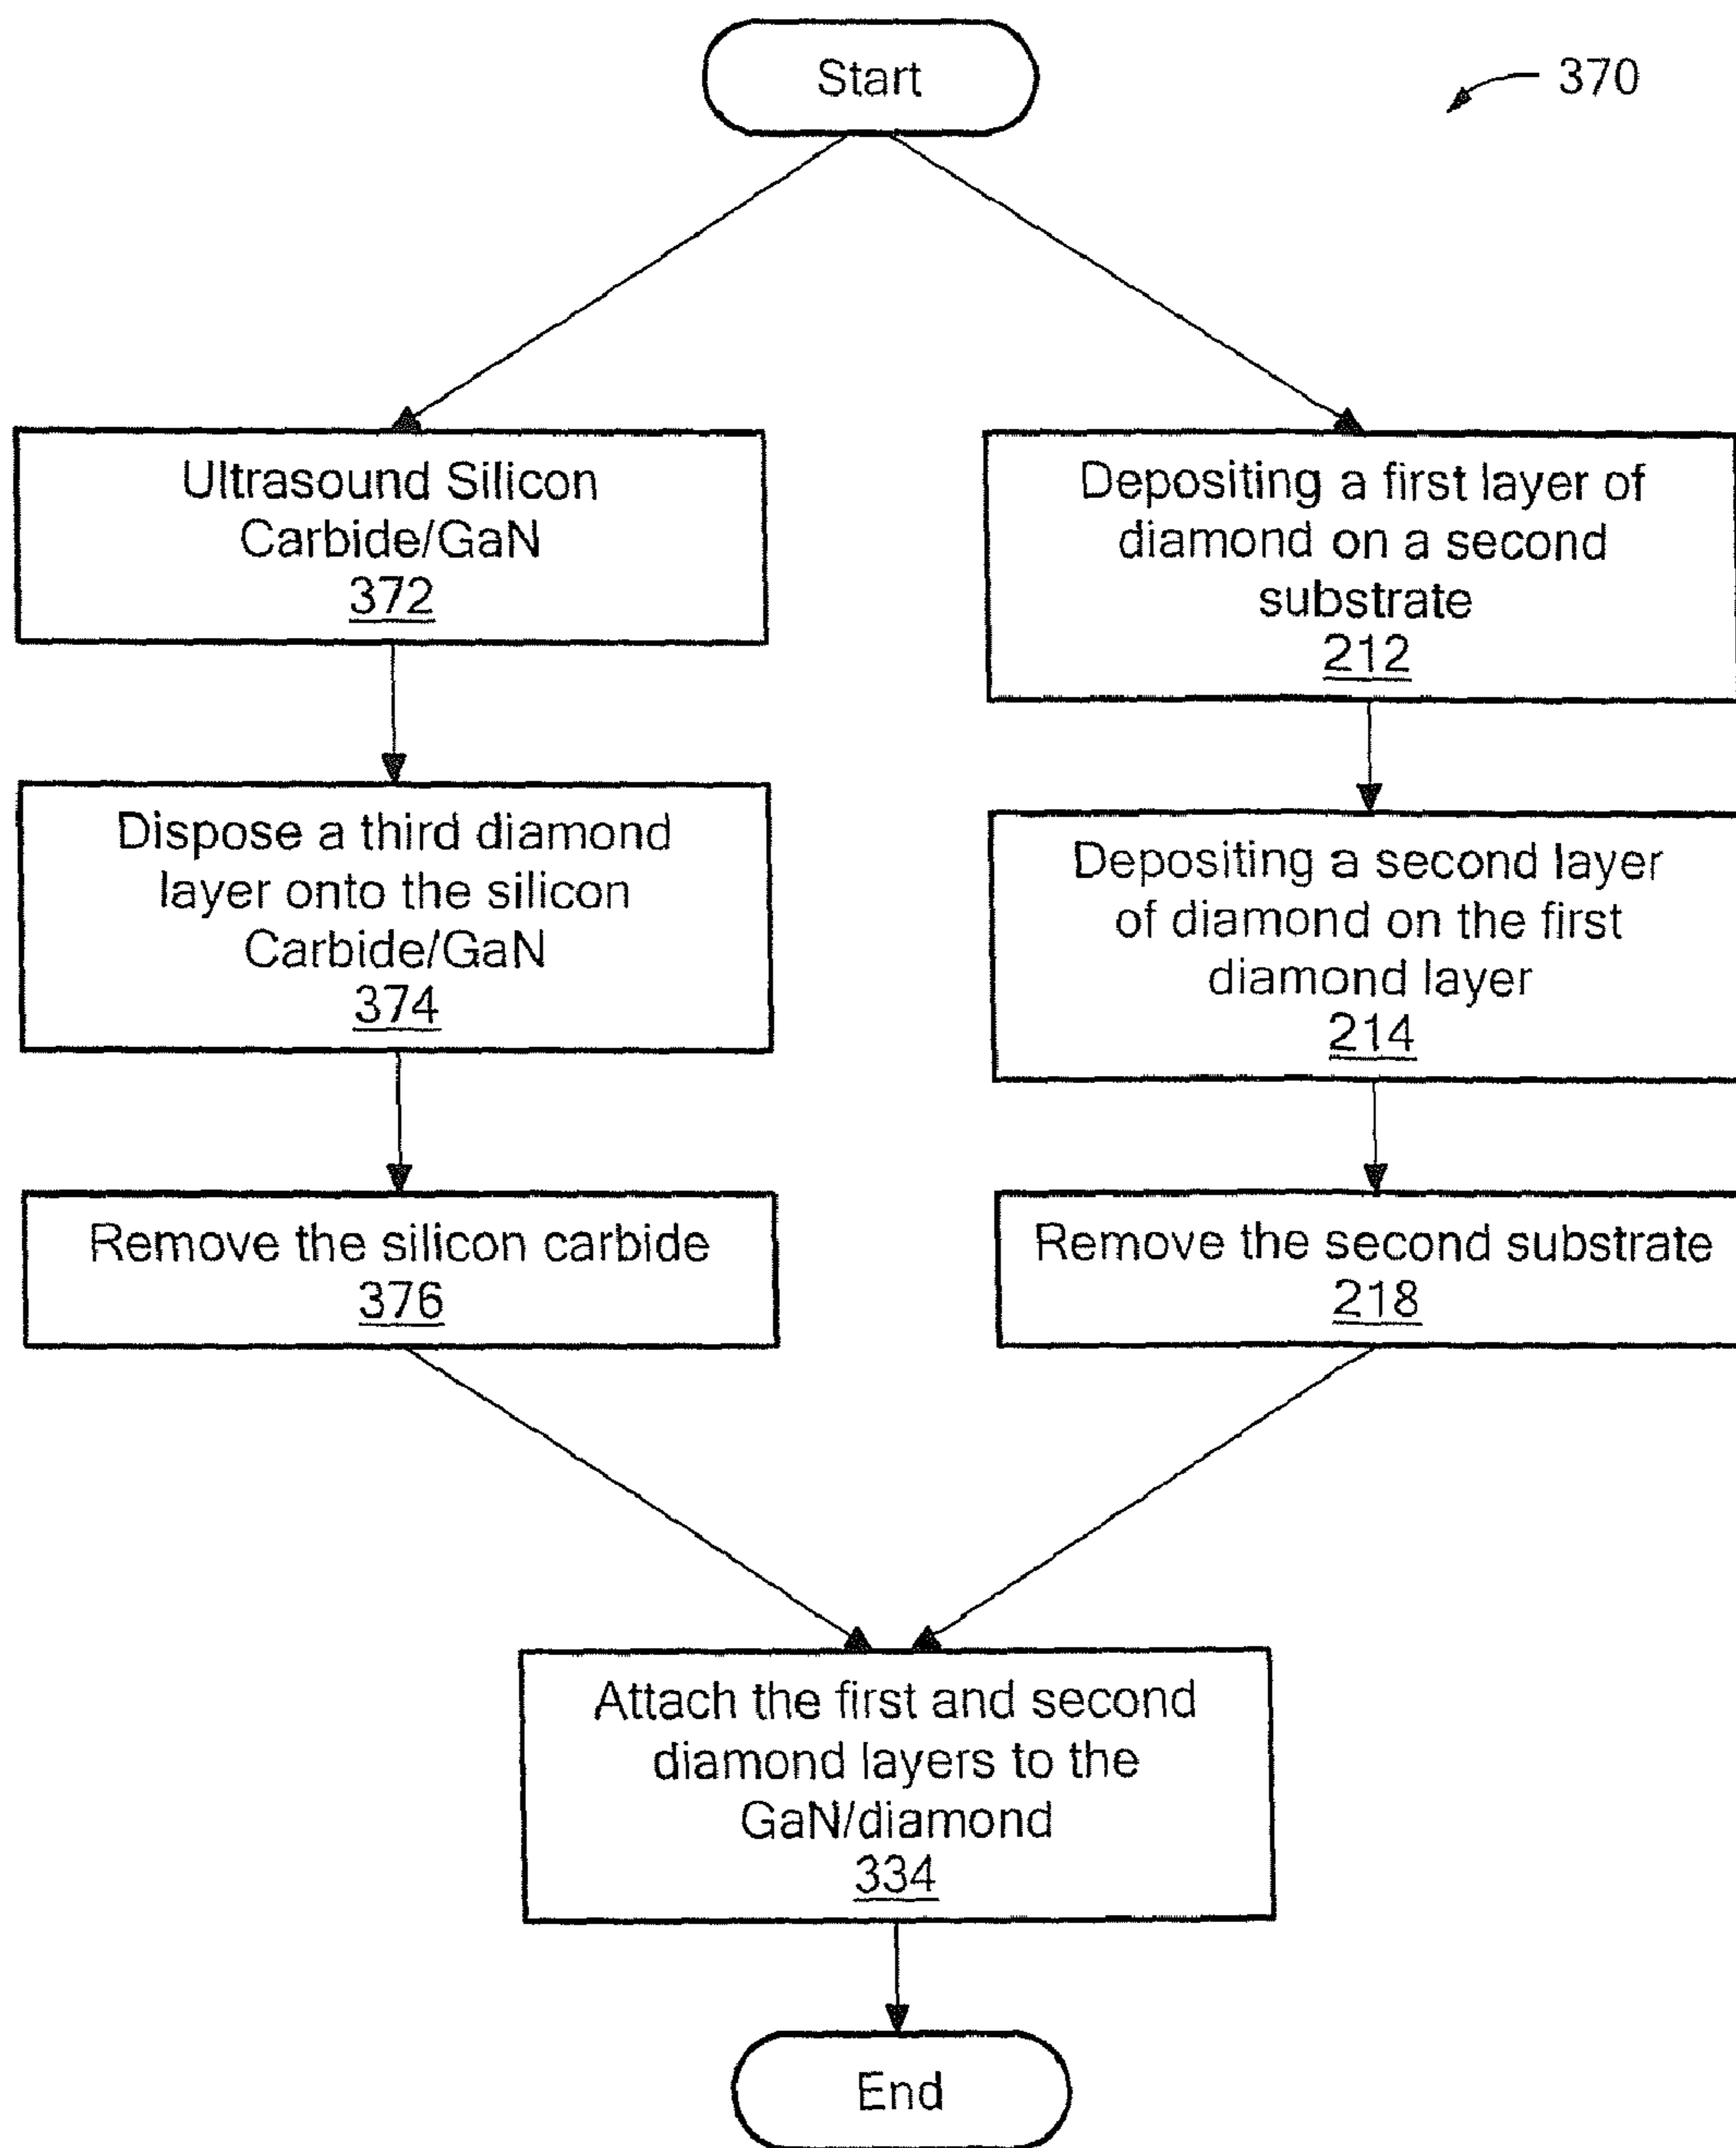 Start
370
Ultrasound Silicon
Carbide/GaN
372
Dispose a third diamond
layer onto the silicon
Carbide/GaN
374
Remove the silicon carbide
376
Depositing a first layer of
diamond on a second
substrate
212
Depositing a second layer
of diamond on the first
diamond layer
214
Remove the second substrate
218
Attach the first and second
diamond layers to the
GaN/diamond
334
End